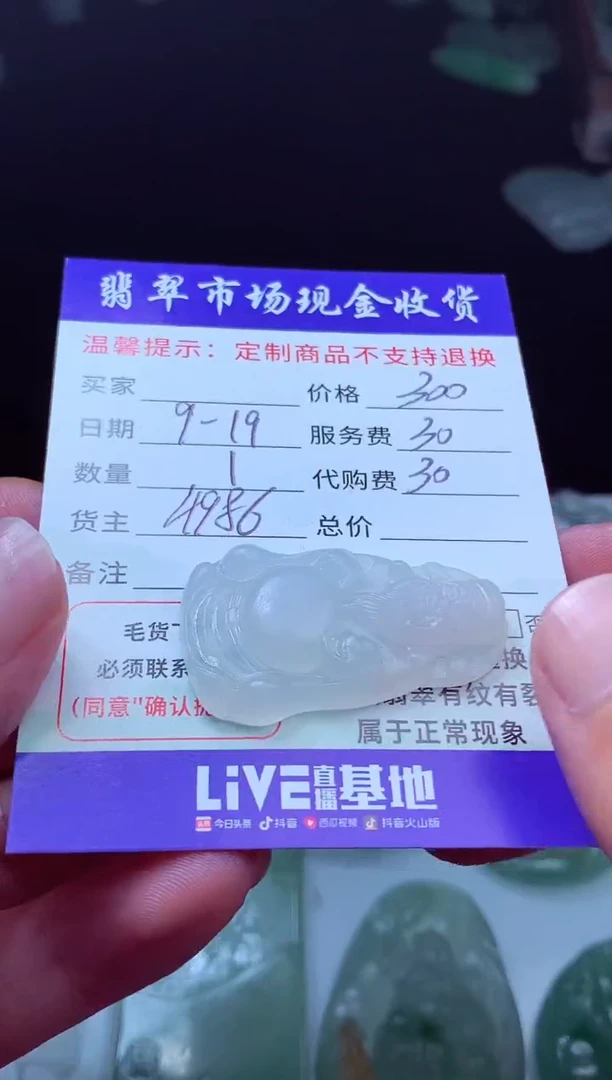 翡翠市场现金收货
温馨提示：定制商品不支持退换
买家 价格 300
日期 9-19 服务费 30
数量 1 代购费 30
货主 4986 总价
备注
毛货
必须联系
(同意"确认 换
翡翠有纹有裂
属于正常现象
LiVE直播基地
头条 今日头条 抖音 西瓜视频 抖音火山版